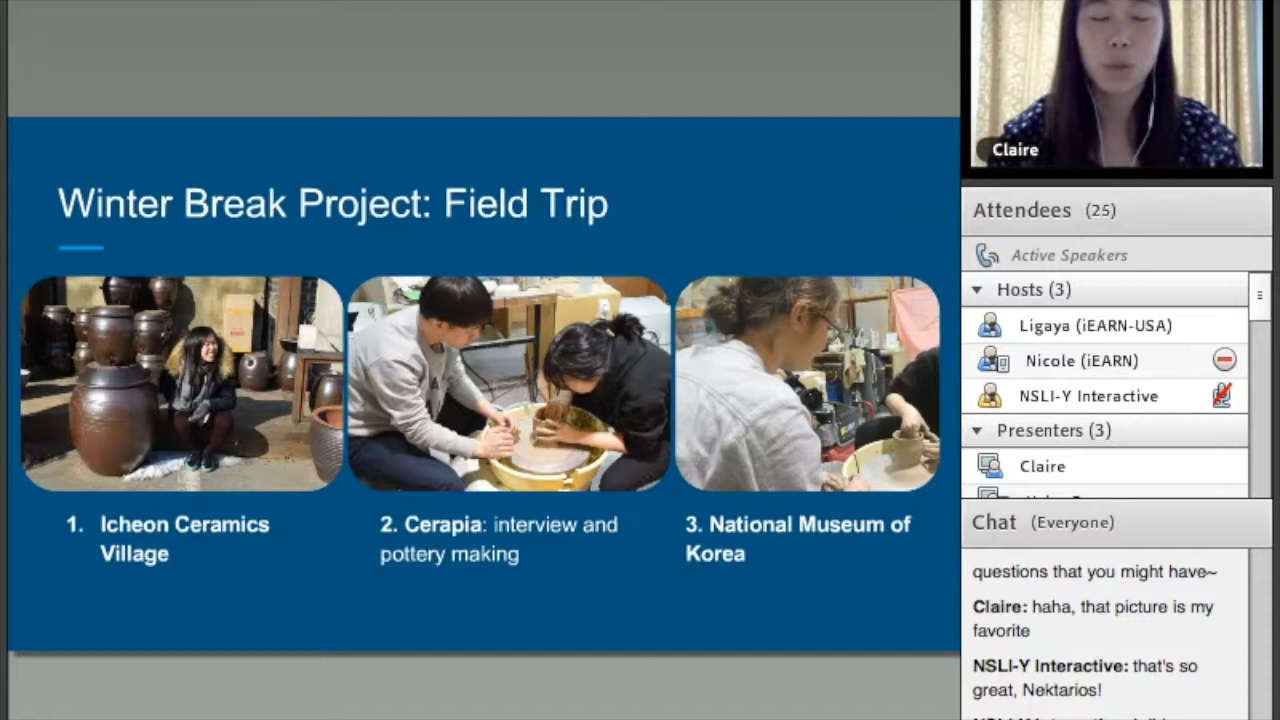 Winter Break Project: Field Trip
1. Icheon Ceramics
Village
2. Cerapia: interview and
pottery making
3. National Museum of
Korea
Claire
Attendees (25)
Active Speakers
Hosts (3)
Ligaya (iEARN-USA)
Nicole (iEARN)
NSLI-Y Interactive
Presenters (3)
Claire
Chat (Everyone)
questions that you might have~
Claire: haha, that picture is my
favorite
NSLI-Y Interactive: that's so
great, Nektarios!